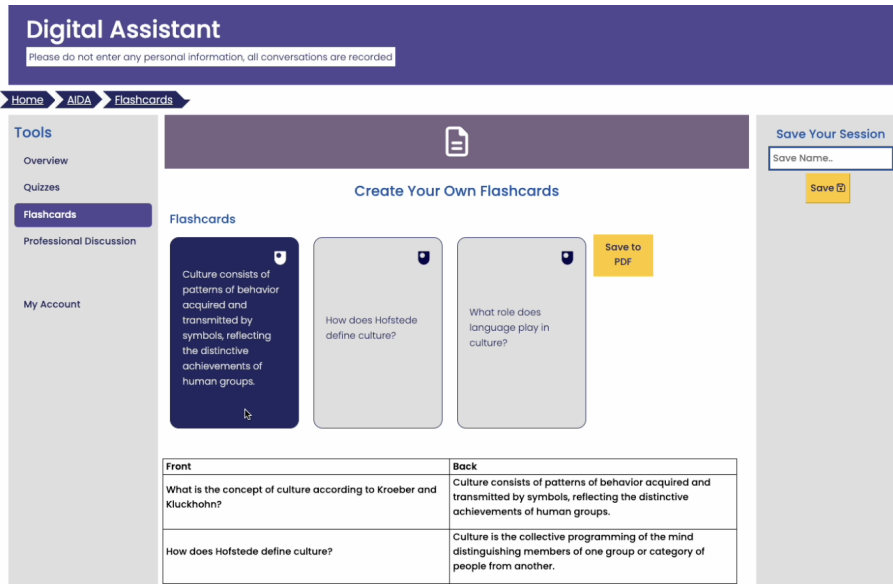 Digital Assistant
Please do not enter any personal information, all conversations are recorded
Home
AIDA
Flashcards
Tools
Overview
Quizzes
Flashcards
Professional Discussion
My Account
Create Your Own Flashcards
Flashcards
Culture consists of
patterns of behavior
acquired and
transmitted by
symbols, reflecting
the distinctive
achievements of
human groups.
How does Hofstede
define culture?
What role does
language play in
culture?
Save to
PDF
Front
Back
What is the concept of culture according to Kroeber and
Kluckhohn?
Culture consists of patterns of behavior acquired and
transmitted by symbols, reflecting the distinctive
achievements of human groups.
How does Hofstede define culture?
Culture is the collective programming of the mind
distinguishing members of one group or category of
people from another.
Save Your Session
Save Name..
Save